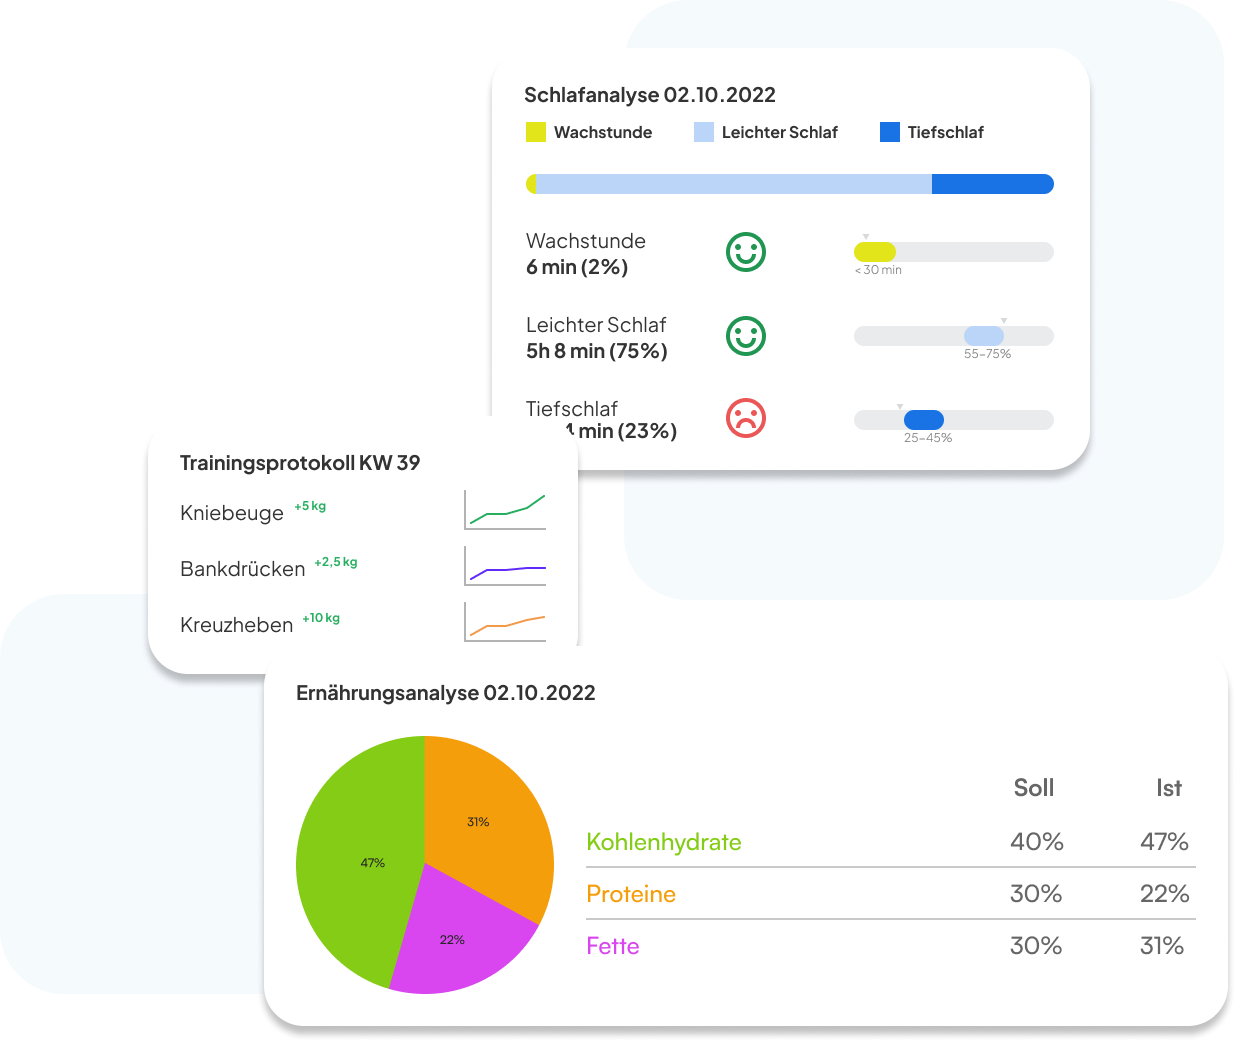 Schlafanalyse 02.10.2022
Wachstunde Leichter Schlaf Tiefschlaf
Wachstunde
6 min (2%)
< 30 min
Leichter Schlaf
5h 8 min (75%)
55-75%
Tiefschlaf
4 min (23%)
25-45%
Trainingsprotokoll KW 39
Kniebeuge +5 kg
Bankdrücken +2,5 kg
Kreuzheben +10 kg
Ernährungsanalyse 02.10.2022
31%
47%
22%
Soll Ist
Kohlenhydrate 40% 47%
Proteine 30% 22%
Fette 30% 31%